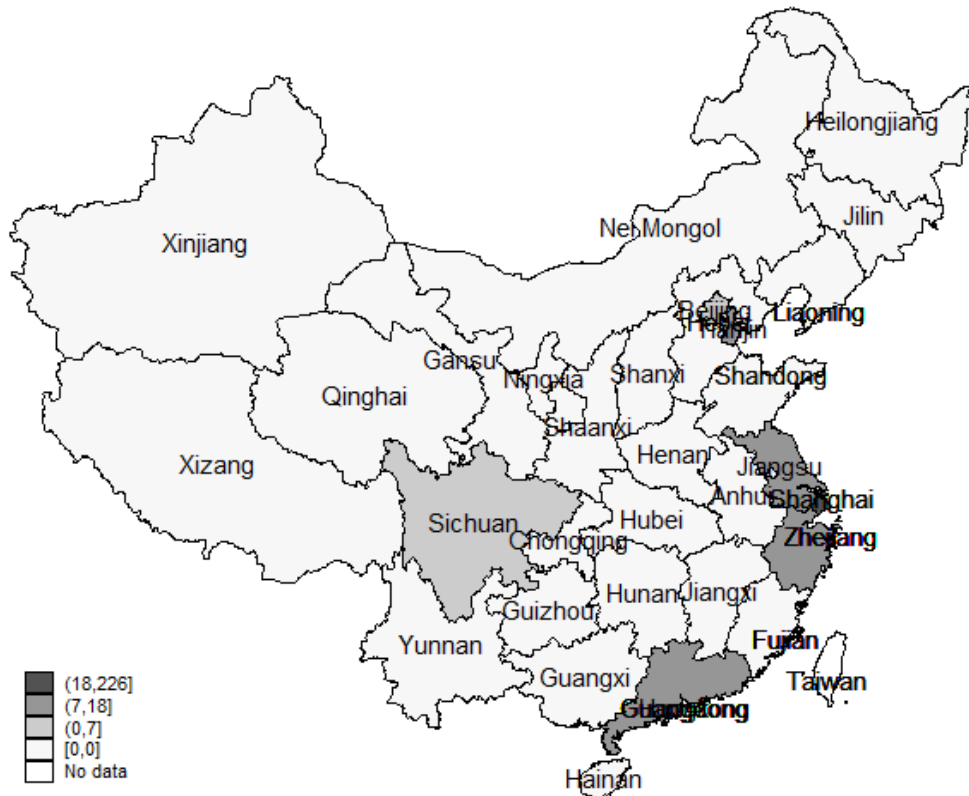 Heilongjiang
Jilin
Nei Mongol
Xinjiang
Beijing
Liaoning
Tianjin
Gansu
Ningxia
Shanxi
Shandong
Qinghai
Shaanxi
Henan
Jiangsu
Xizang
Anhui
Shanghai
Sichuan
Hubei
Chongqing
Zhejiang
Hunan
Jiangxi
Guizhou
Yunnan
Fujian
Guangxi
Taiwan
Hainan
(18,226]
(7,18]
(0,7]
[0,0]
No data